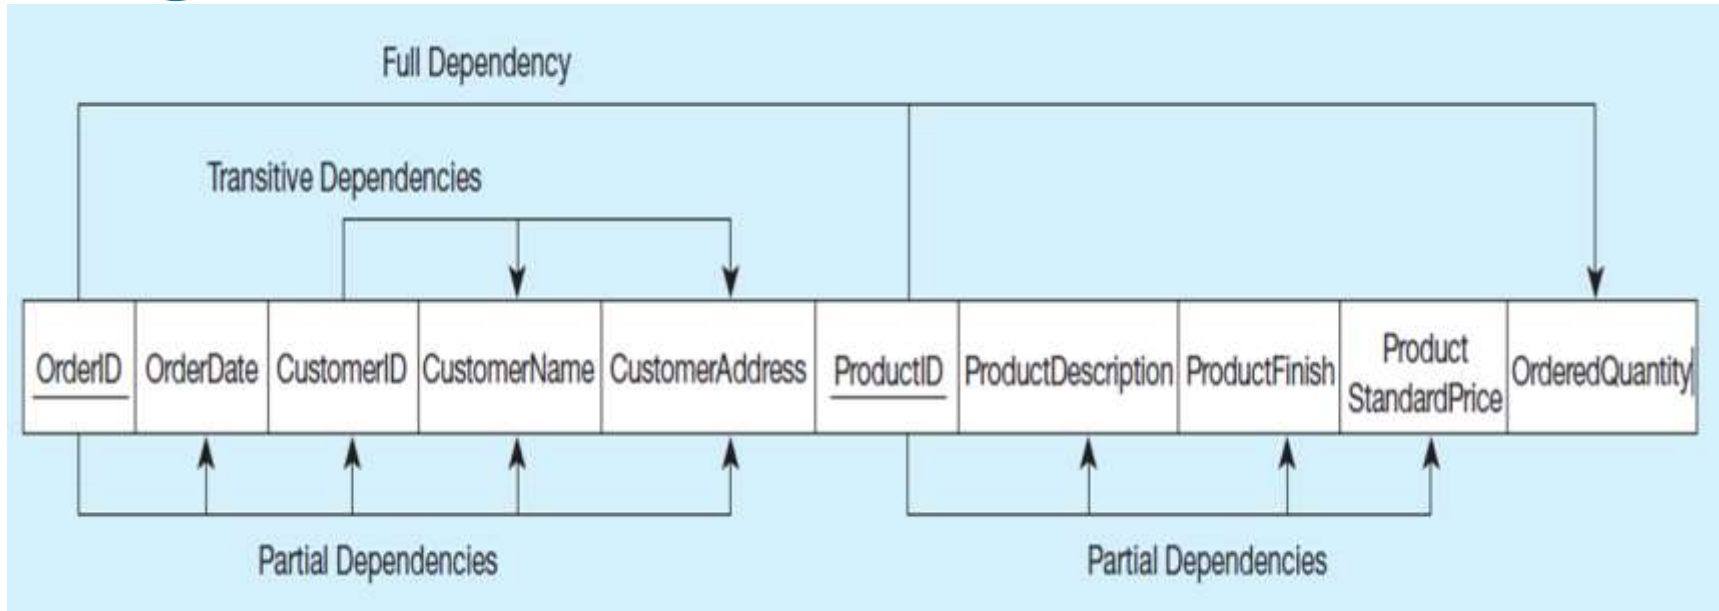 Full Dependency
Transitive Dependencies
OrderID OrderDate CustomerID CustomerName CustomerAddress ProductID ProductDescription ProductFinish Product StandardPrice OrderedQuantity
Partial Dependencies Partial Dependencies